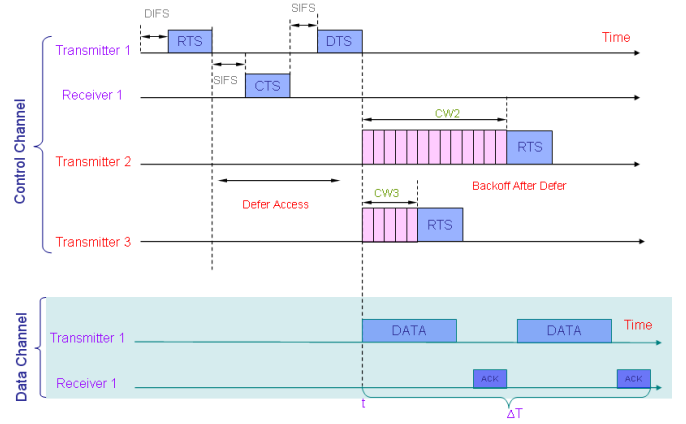 DIFS
SIFS
RTS
DTS
Time
Transmitter 1
SIFS
CTS
Receiver 1
CW2
RTS
Transmitter 2
CW3
Backoff After Defer
Defer Access
RTS
Transmitter 3
Control Channel
DATA
DATA
Time
Transmitter 1
ACK
ACK
Receiver 1
t
ΔT
Data Channel